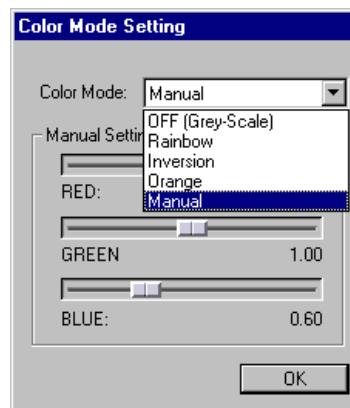 Color Mode Setting
Color Mode: Manual
OFF (Grey-Scale)
Rainbow
Inversion
Orange
Manual
Manual
RED:
GREEN 1.00
BLUE: 0.60
OK